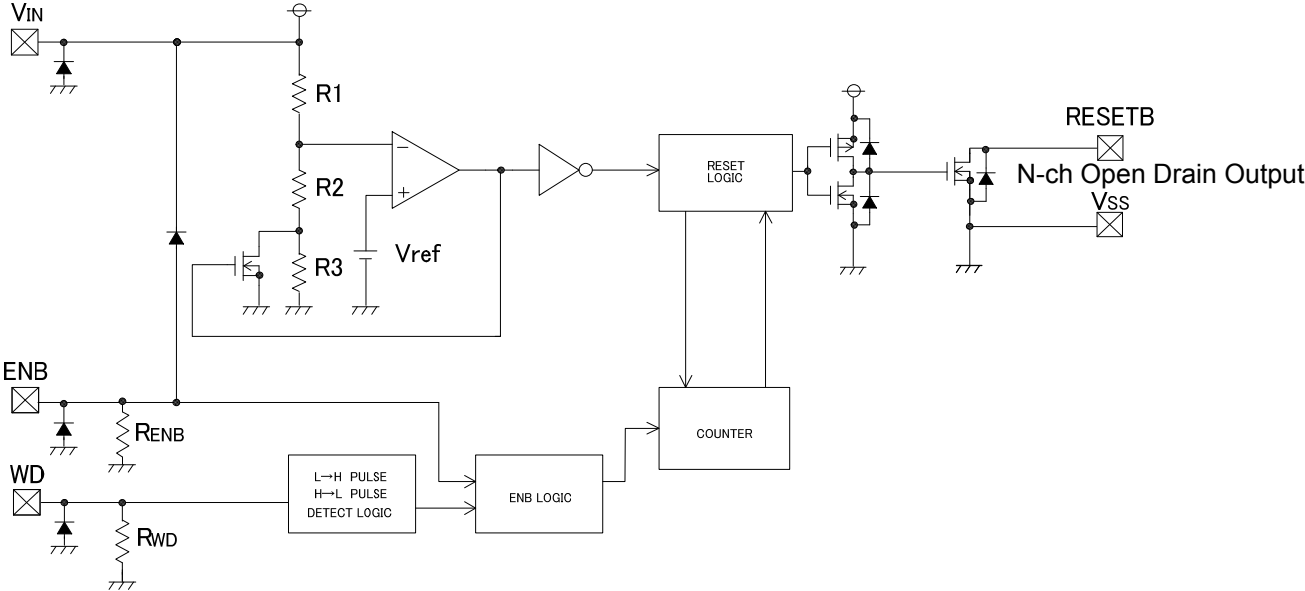 VIN
R1
R2
R3
Vref
RESET
LOGIC
RESETB
N-ch Open Drain Output
VSS
ENB
RENB
WD
RWD
L→H PULSE
H→L PULSE
DETECT LOGIC
ENB LOGIC
COUNTER